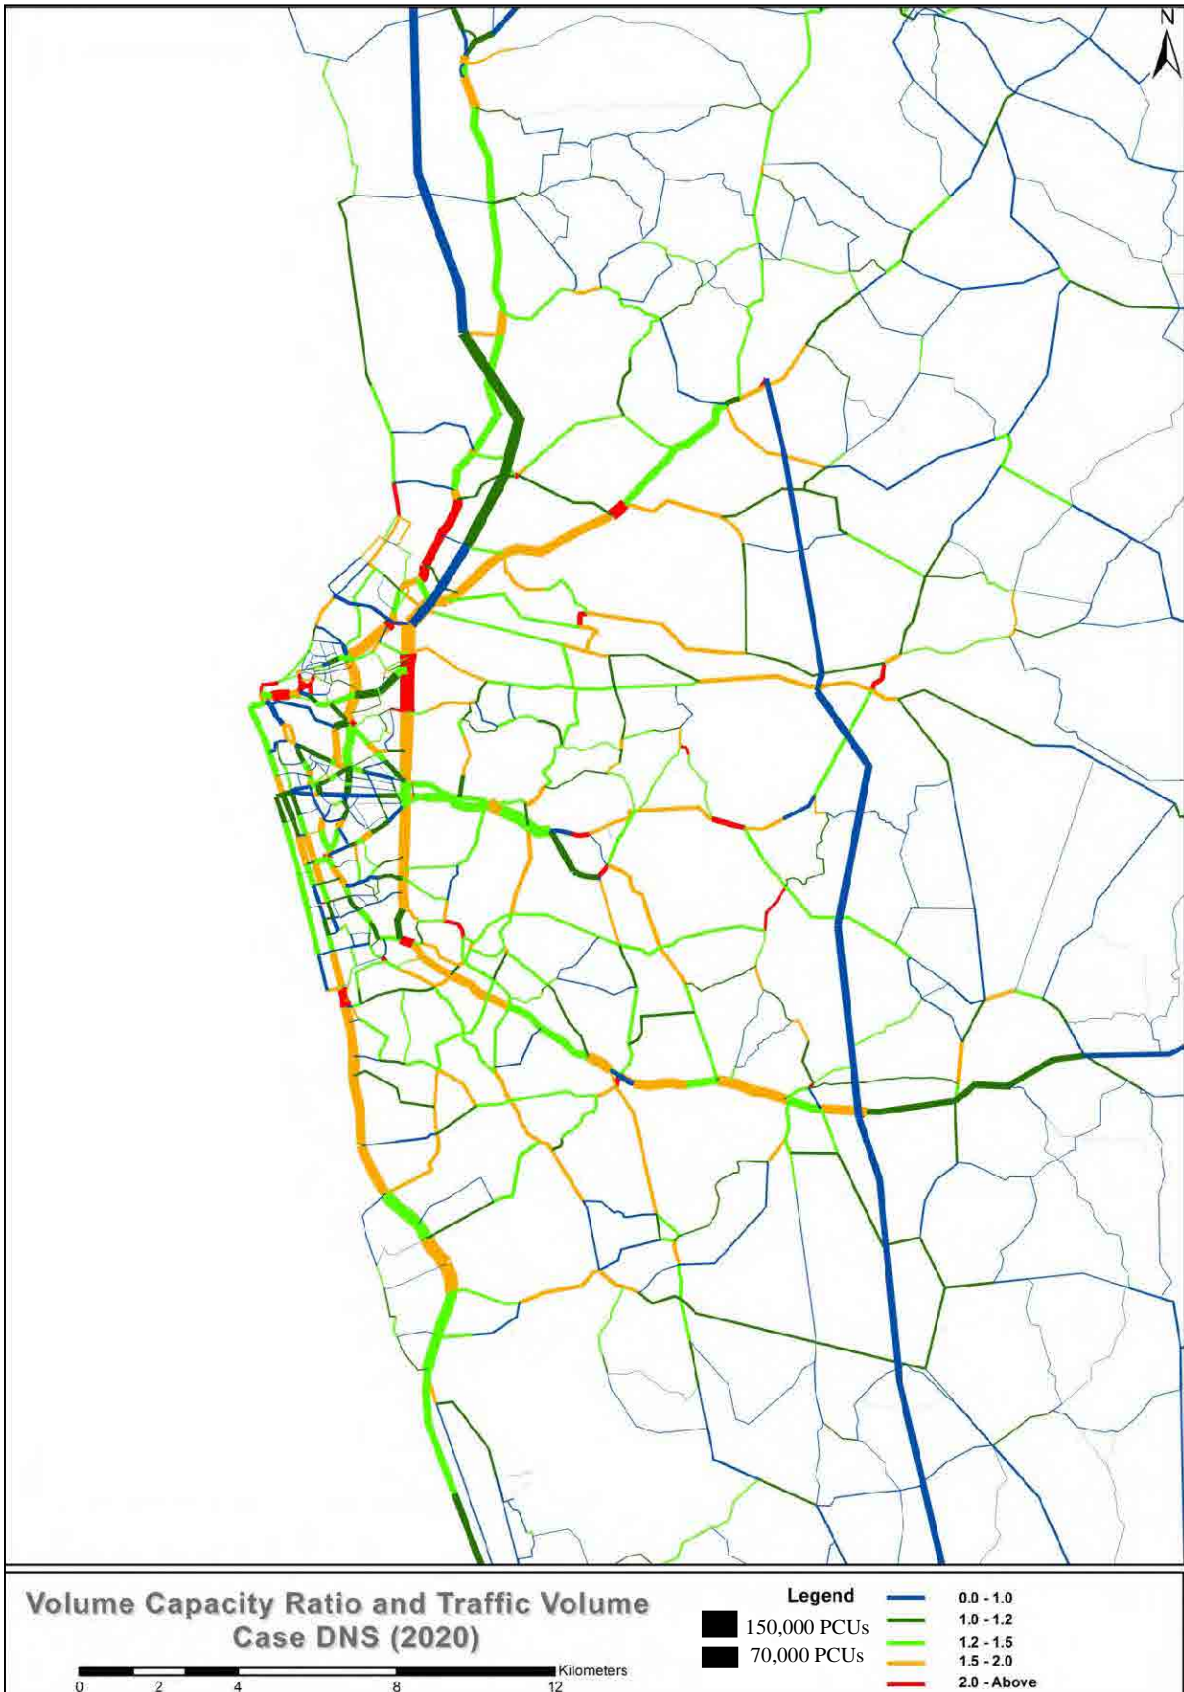 N
Volume Capacity Ratio and Traffic Volume
Case DNS (2020)
Kilometers
0 2 4 8 12
Legend
150,000 PCUs
70,000 PCUs
0.0 - 1.0
1.0 - 1.2
1.2 - 1.5
1.5 - 2.0
2.0 - Above